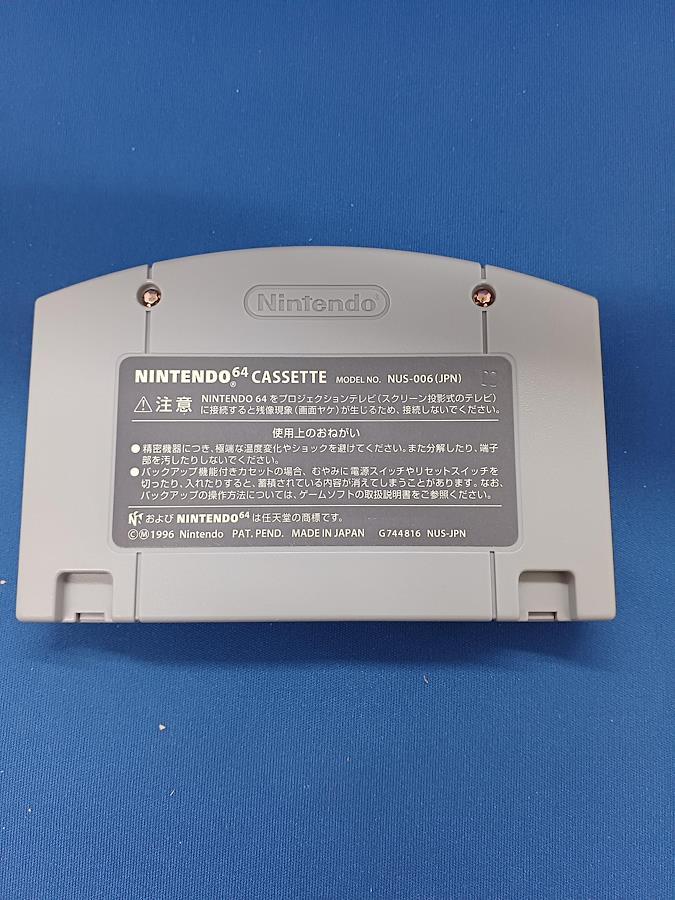 Nintendo
NINTENDO64® CASSETTE MODEL NO. NUS-006(JPN)
⚠注意 NINTENDO 64をプロジェクションテレビ(スクリーン投影式のテレビ)
に接続すると残像現象(画面ヤケ)が生じるため、接続しないでください。
使用上のおねがい
●精密機器につき、極端な温度変化やショックを避けてください。また分解したり、端子
部を汚したりしないでください。
●バックアップ機能付きカセットの場合、むやみに電源スイッチやリセットスイチを
切ったり、入れたりすると、蓄積されている内容が消えてしまうことがあります。なお、
バックアップの操作方法については、ゲームソフトの取扱説明書をご参照ください。
および NINTENDO64 は任天堂の商標です。
©Ⓜ1996 Nintendo PAT. PEND. MADE IN JAPAN G744816 NUS-JPN